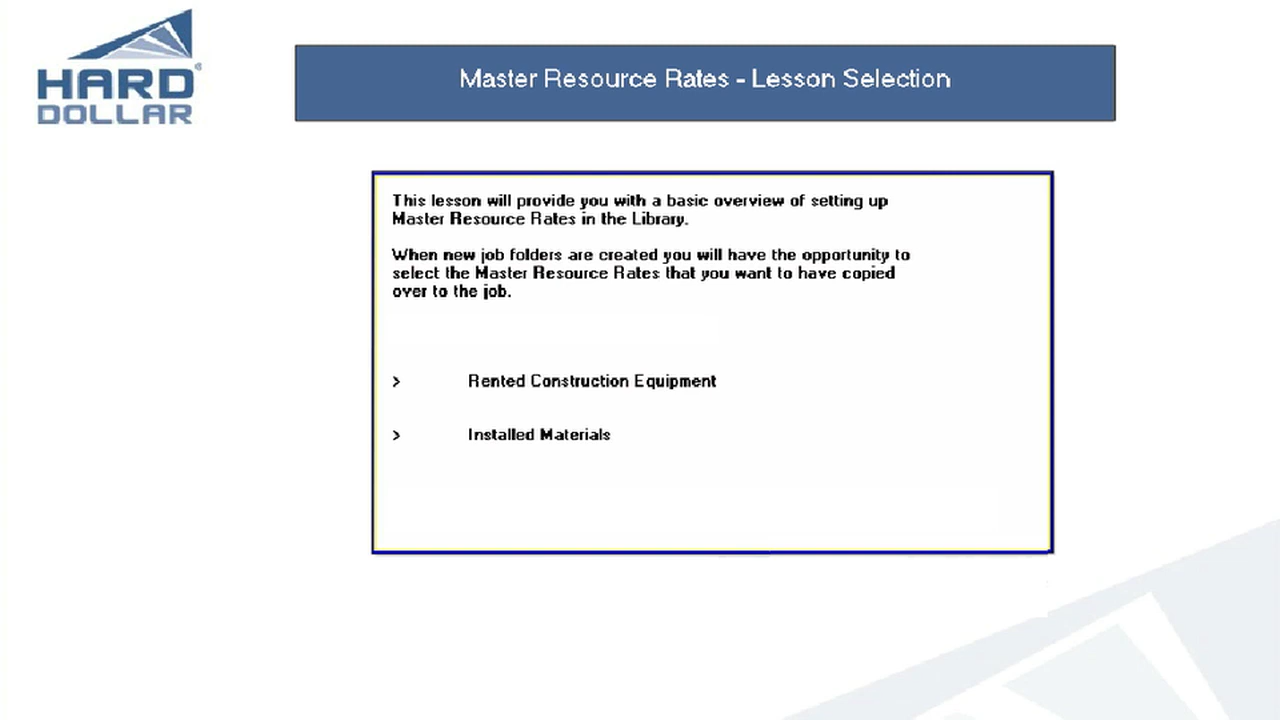 HARD®
DOLLAR
Master Resource Rates - Lesson Selection
This lesson will provide you with a basic overview of setting up
Master Resource Rates in the Library.
When new job folders are created you will have the opportunity to
select the Master Resource Rates that you want to have copied
over to the job.
> Rented Construction Equipment
> Installed Materials